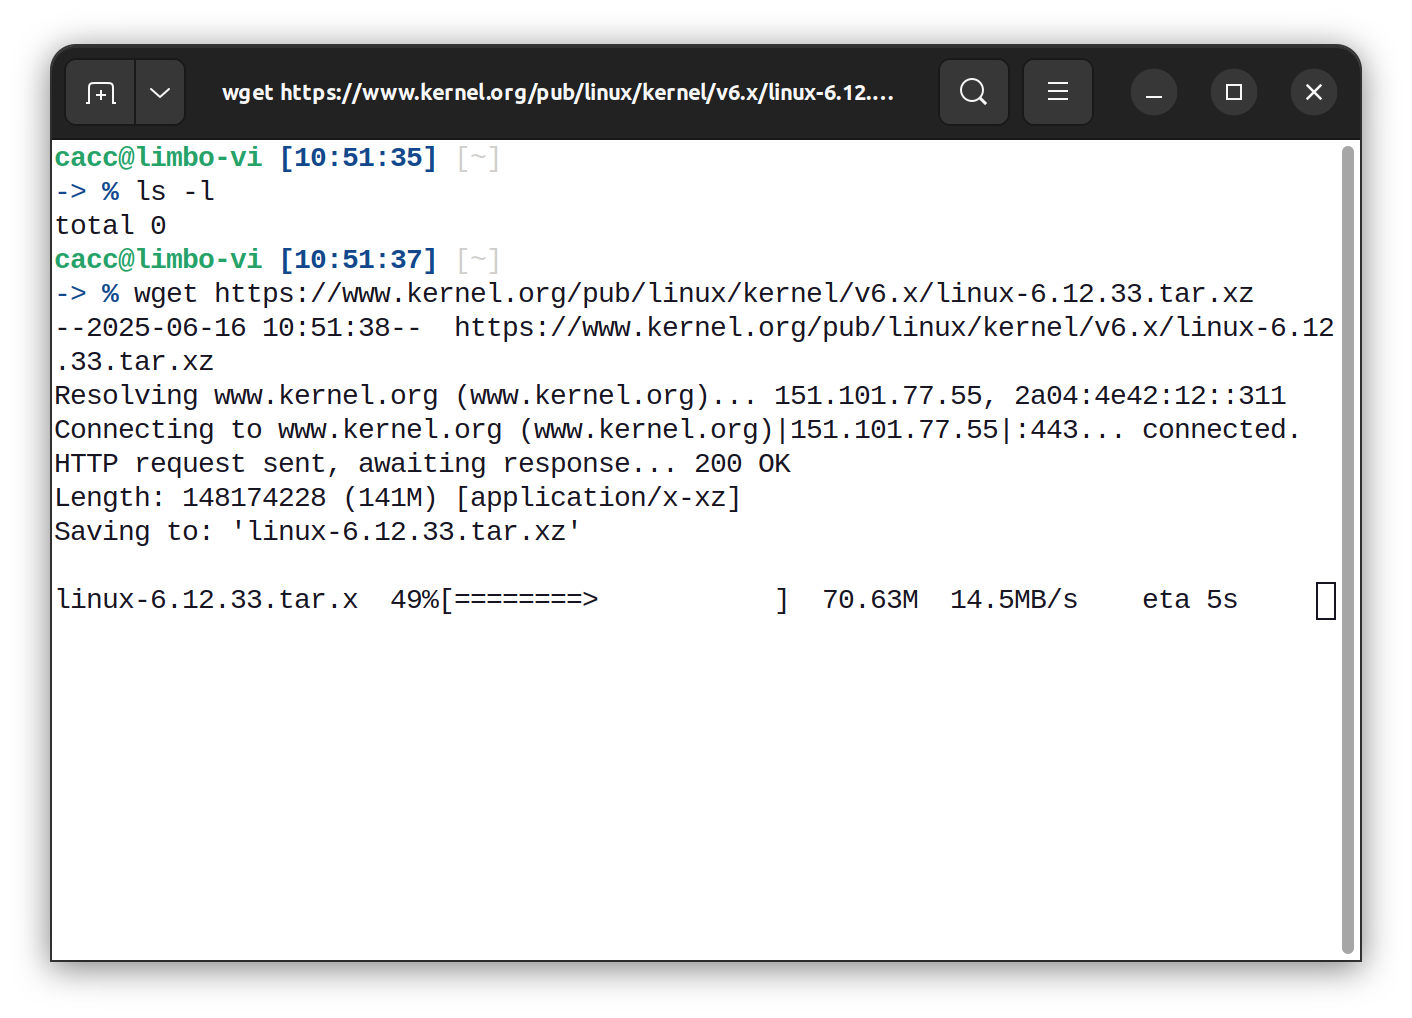 wget https://www.kernel.org/pub/linux/kernel/v6.x/linux-6.12....
cacc@limbo-vi [10:51:35] [~]
-> % ls -l
total 0
cacc@limbo-vi [10:51:37] [~]
-> % wget https://www.kernel.org/pub/linux/kernel/v6.x/linux-6.12.33.tar.xz
--2025-06-16 10:51:38--  https://www.kernel.org/pub/linux/kernel/v6.x/linux-6.12
.33.tar.xz
Resolving www.kernel.org (www.kernel.org)... 151.101.77.55, 2a04:4e42:12::311
Connecting to www.kernel.org (www.kernel.org)|151.101.77.55|:443... connected.
HTTP request sent, awaiting response... 200 OK
Length: 148174228 (141M) [application/x-xz]
Saving to: 'linux-6.12.33.tar.xz'
linux-6.12.33.tar.x  49%[========>           ]  70.63M  14.5MB/s    eta 5s